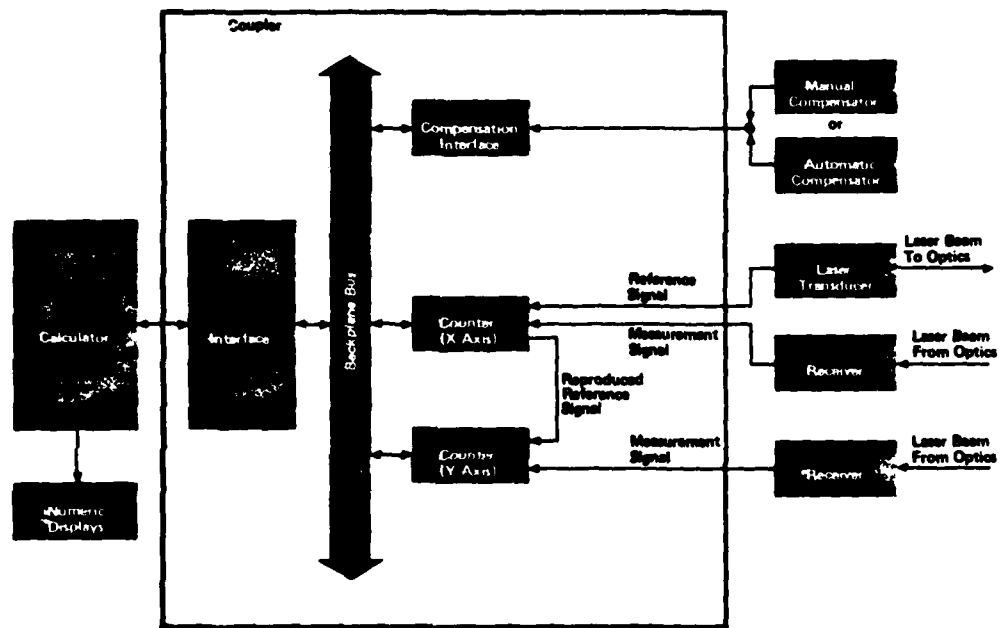 Coupler
Manual
Compensator
or
Automatic
Compensator
Compensation
Interface
Laser Beam
To Optics
Laser
Transducer
Reference
Signal
Counter
(X Axis)
Measurement
Signal
Laser Beam
From Optics
Receiver
Calculator
Interface
Backplane Bus
Reproduced
Reference
Signal
Counter
(Y Axis)
Measurement
Signal
Laser Beam
From Optics
Receiver
Numeric
Displays